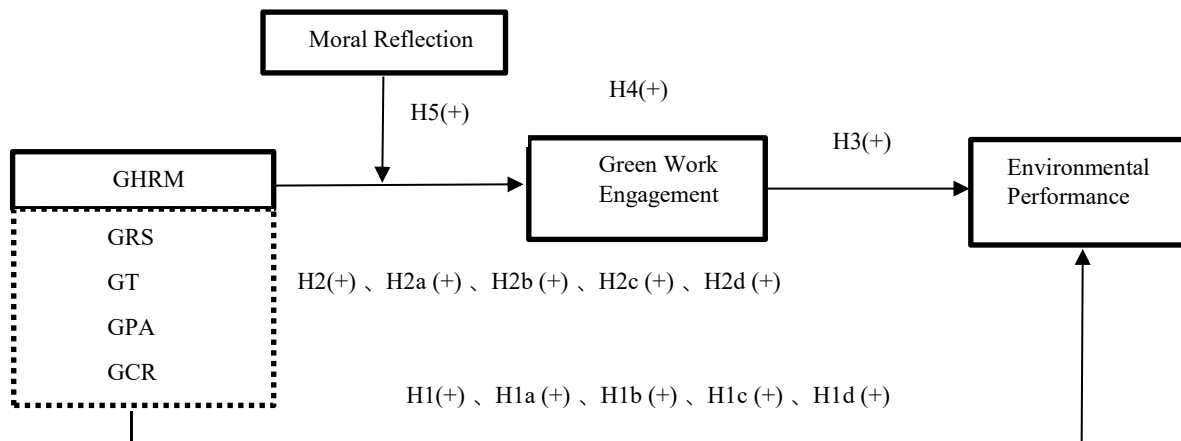 Moral Reflection
H4(+)
H5(+)
H3(+)
GHRM
Green Work
Engagement
Environmental
Performance
GRS
GT
GPA
GCR
H2(+) 、H2a (+) 、H2b (+) 、H2c (+) 、H2d (+)
H1(+) 、H1a (+) 、H1b (+) 、H1c (+) 、H1d (+)